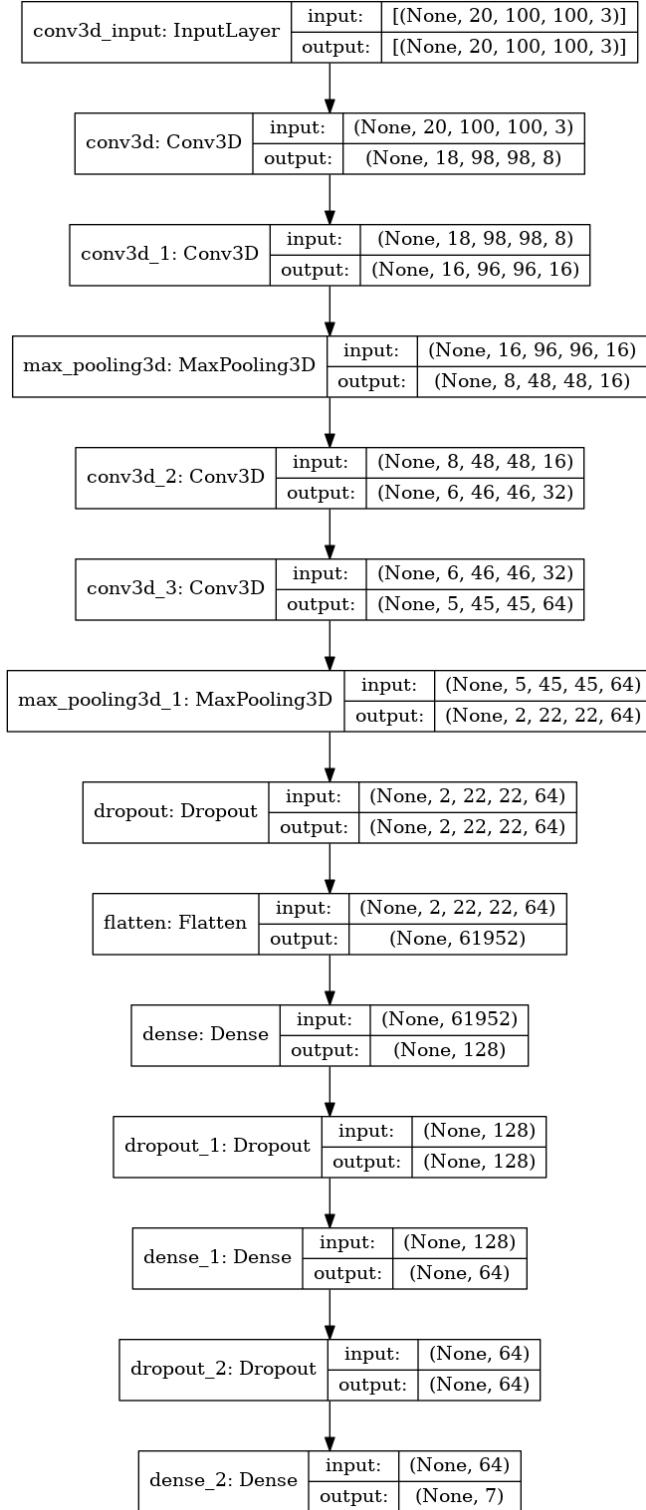 conv3d_input: InputLayer
input: [(None, 20, 100, 100, 3)]
output: [(None, 20, 100, 100, 3)]
conv3d: Conv3D
input: (None, 20, 100, 100, 3)
output: (None, 18, 98, 98, 8)
conv3d_1: Conv3D
input: (None, 18, 98, 98, 8)
output: (None, 16, 96, 96, 16)
max_pooling3d: MaxPooling3D
input: (None, 16, 96, 96, 16)
output: (None, 8, 48, 48, 16)
conv3d_2: Conv3D
input: (None, 8, 48, 48, 16)
output: (None, 6, 46, 46, 32)
conv3d_3: Conv3D
input: (None, 6, 46, 46, 32)
output: (None, 5, 45, 45, 64)
max_pooling3d_1: MaxPooling3D
input: (None, 5, 45, 45, 64)
output: (None, 2, 22, 22, 64)
dropout: Dropout
input: (None, 2, 22, 22, 64)
output: (None, 2, 22, 22, 64)
flatten: Flatten
input: (None, 2, 22, 22, 64)
output: (None, 61952)
dense: Dense
input: (None, 61952)
output: (None, 128)
dropout_1: Dropout
input: (None, 128)
output: (None, 128)
dense_1: Dense
input: (None, 128)
output: (None, 64)
dropout_2: Dropout
input: (None, 64)
output: (None, 64)
dense_2: Dense
input: (None, 64)
output: (None, 7)